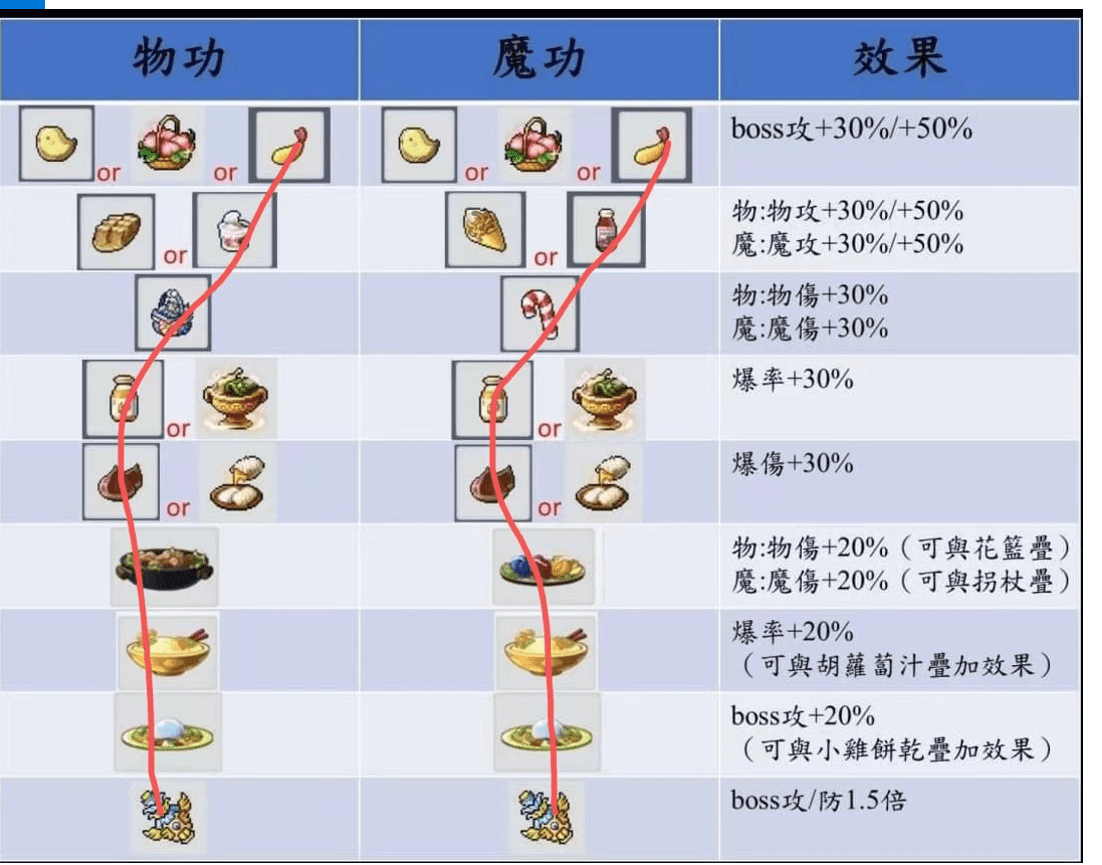 物功 魔功 效果
or or or or boss攻+30%/+50%
物:物攻+30%/+50%
or or 魔:魔攻+30%/+50%
物:物傷+30%
魔:魔傷+30%
or or 爆率+30%
or or 爆傷+30%
物:物傷+20%（可與花籃疊）
魔:魔傷+20%（可與拐杖疊）
爆率+20%
（可與胡蘿蔔汁疊加效果）
boss攻+20%
（可與小雞餅乾疊加效果）
boss攻/防1.5倍